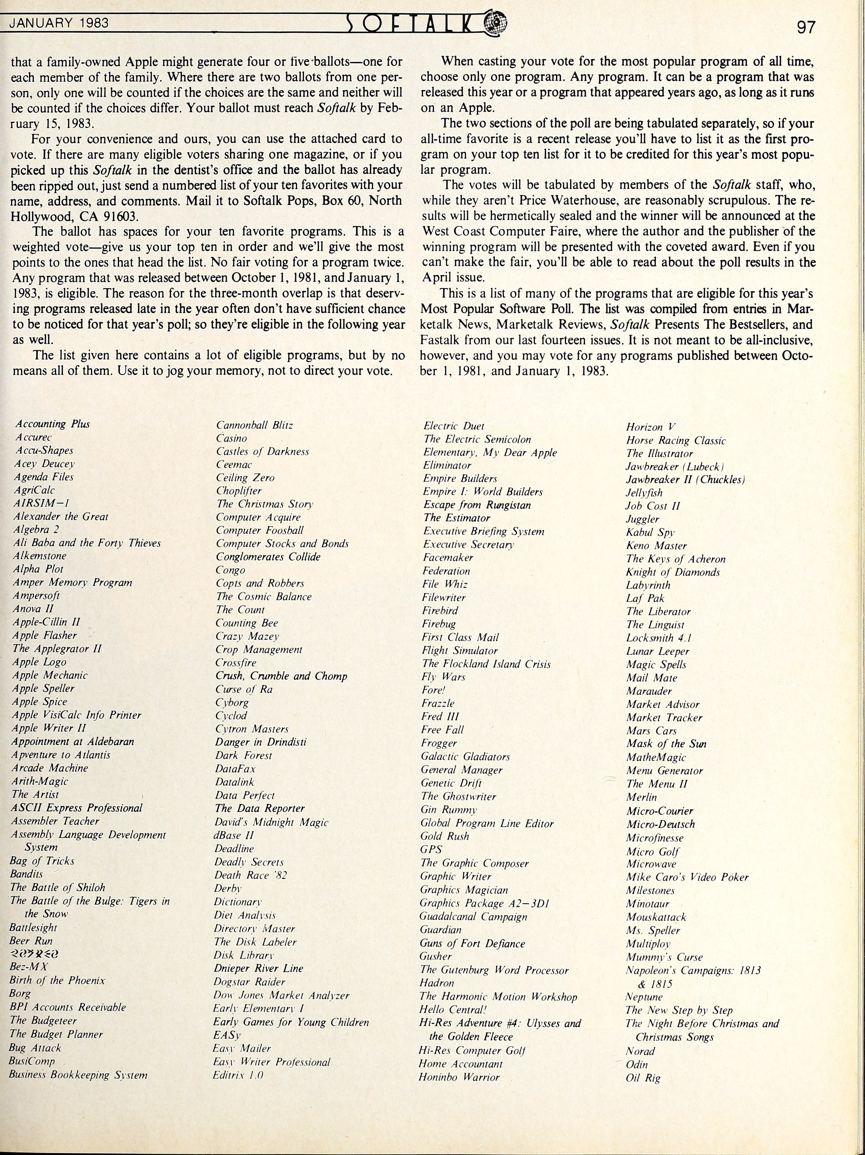 JANUARY 1983
SOFTALK
97
that a family-owned Apple might generate four or five ballots—one for
each member of the family. Where there are two ballots from one per-
son, only one will be counted if the choices are the same and neither will
be counted if the choices differ. Your ballot must reach Softalk by Feb-
ruary 15, 1983.
For your convenience and ours, you can use the attached card to
vote. If there are many eligible voters sharing one magazine, or if you
picked up this Softalk in the dentist's office and the ballot has already
been ripped out, just send a numbered list of your ten favorites with your
name, address, and comments. Mail it to Softalk Pops, Box 60, North
Hollywood, CA 91603.
The ballot has spaces for your ten favorite programs. This is a
weighted vote—give us your top ten in order and we'll give the most
points to the ones that head the list. No fair voting for a program twice.
Any program that was released between October 1, 1981, and January 1,
1983, is eligible. The reason for the three-month overlap is that deserv-
ing programs released late in the year often don't have sufficient chance
to be noticed for that year's poll; so they're eligible in the following year
as well.
The list given here contains a lot of eligible programs, but by no
means all of them. Use it to jog your memory, not to direct your vote.
When casting your vote for the most popular program of all time,
choose only one program. Any program. It can be a program that was
released this year or a program that appeared years ago, as long as it runs
on an Apple.
The two sections of the poll are being tabulated separately, so if your
all-time favorite is a recent release you'll have to list it as the first pro-
gram on your top ten list for it to be credited for this year's most popu-
lar program.
The votes will be tabulated by members of the Softalk staff, who,
while they aren't Price Waterhouse, are reasonably scrupulous. The re-
sults will be hermetically sealed and the winner will be announced at the
West Coast Computer Faire, where the author and the publisher of the
winning program will be presented with the coveted award. Even if you
can't make the fair, you'll be able to read about the poll results in the
April issue.
This is a list of many of the programs that are eligible for this year's
Most Popular Software Poll. The list was compiled from entries in Mar-
ketalk News, Marketalk Reviews, Softalk Presents The Bestsellers, and
Fastalk from our last fourteen issues. It is not meant to be all-inclusive,
however, and you may vote for any programs published between Octo-
ber 1, 1981, and January 1, 1983.
Accounting Plus
Accurec
Accu-Shapes
Acey Deucey
Agenda Files
AgriCalc
AIRSIM-1
Alexander the Great
Algebra 2
Ali Baba and the Forty Thieves
Alkemstone
Alpha Plot
Amper Memory Program
Ampersoft
Anova II
Apple-Cillin II
Apple Flasher
The Applegrator II
Apple Logo
Apple Mechanic
Apple Speller
Apple Spice
Apple VisiCalc Info Printer
Apple Writer II
Appointment at Aldebaran
Apventure to Atlantis
Arcade Machine
Arith-Magic
The Artist
ASCII Express Professional
Assembler Teacher
Assembly Language Development
System
Bag of Tricks
Bandits
The Battle of Shiloh
The Battle of the Bulge: Tigers in
the Snow
Battlesight
Beer Run
Bez-MX
Birth of the Phoenix
Borg
BPI Accounts Receivable
The Budgeteer
The Budget Planner
Bug Attack
BusiComp
Business Bookkeeping System
Cannonball Blitz
Casino
Castles of Darkness
Ceemac
Ceiling Zero
Choplifter
The Christmas Story
Computer Acquire
Computer Foosball
Computer Stocks and Bonds
Conglomerates Collide
Congo
Copts and Robbers
The Cosmic Balance
The Count
Counting Bee
Crazy Mazey
Crop Management
Crossfire
Crush, Crumble and Chomp
Curse of Ra
Cyborg
Cyclod
Cytron Masters
Danger in Drindisti
Dark Forest
DataFax
Datalink
Data Perfect
The Data Reporter
David's Midnight Magic
dBase II
Deadline
Deadly Secrets
Death Race '82
Derby
Dictionary
Diet Analysis
Directory Master
The Disk Labeler
Disk Library
Dnieper River Line
Dogstar Raider
Dow Jones Market Analyzer
Early Elementary I
Early Games for Young Children
EASy
Easy Mailer
Easy Writer Professional
Editrix 1.0
Electric Duet
The Electric Semicolon
Elementary, My Dear Apple
Eliminator
Empire Builders
Empire I: World Builders
Escape from Rungistan
The Estimator
Executive Briefing System
Executive Secretary
Facemaker
Federation
File Whiz
Filewriter
Firebird
Firebug
First Class Mail
Flight Simulator
The Flockland Island Crisis
Fly Wars
Fore!
Frazzle
Fred III
Free Fall
Frogger
Galactic Gladiators
General Manager
Genetic Drift
The Ghostwriter
Gin Rummy
Global Program Line Editor
Gold Rush
GPS
The Graphic Composer
Graphic Writer
Graphics Magician
Graphics Package A2-3D1
Guadalcanal Campaign
Guardian
Guns of Fort Defiance
Gusher
The Gutenburg Word Processor
Hadron
The Harmonic Motion Workshop
Hello Central!
Hi-Res Adventure #4: Ulysses and
the Golden Fleece
Hi-Res Computer Golf
Home Accountant
Honinbo Warrior
Horizon V
Horse Racing Classic
The Illustrator
Jawbreaker (Lubeck)
Jawbreaker II (Chuckles)
Jellyfish
Job Cost II
Juggler
Kabul Spy
Keno Master
The Keys of Acheron
Knight of Diamonds
Labyrinth
Laf Pak
The Liberator
The Linguist
Locksmith 4.1
Lunar Leeper
Magic Spells
Mail Mate
Marauder
Market Advisor
Market Tracker
Mars Cars
Mask of the Sun
MatheMagic
Menu Generator
The Menu II
Merlin
Micro-Courier
Micro-Deutsch
Microfinesse
Micro Golf
Microwave
Mike Caro's Video Poker
Milestones
Minotaur
Mouskattack
Ms. Speller
Multiploy
Mummy's Curse
Napoleon's Campaigns: 1813
& 1815
Neptune
The New Step by Step
The Night Before Christmas and
Christmas Songs
Norad
Odin
Oil Rig